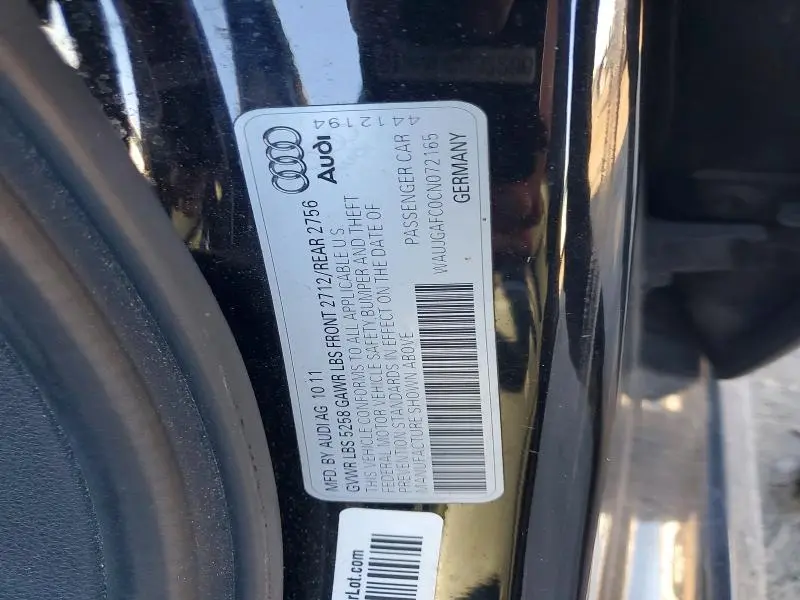 MFD. BY AUDI AG 10 11
GVWR LBS 5258 GAWR LBS FRONT 2712/REAR 2756
THIS VEHICLE CONFORMS TO ALL APPLICABLE U S
FEDERAL MOTOR VEHICLE SAFETY BUMPER AND THEFT
PREVENTION STANDARDS IN EFFECT ON THE DATE OF
MANUFACTURE SHOWN ABOVE
PASSENGER CAR
WAUJGAFC0CN072165
GERMANY
Audi
4412194
rLot.com